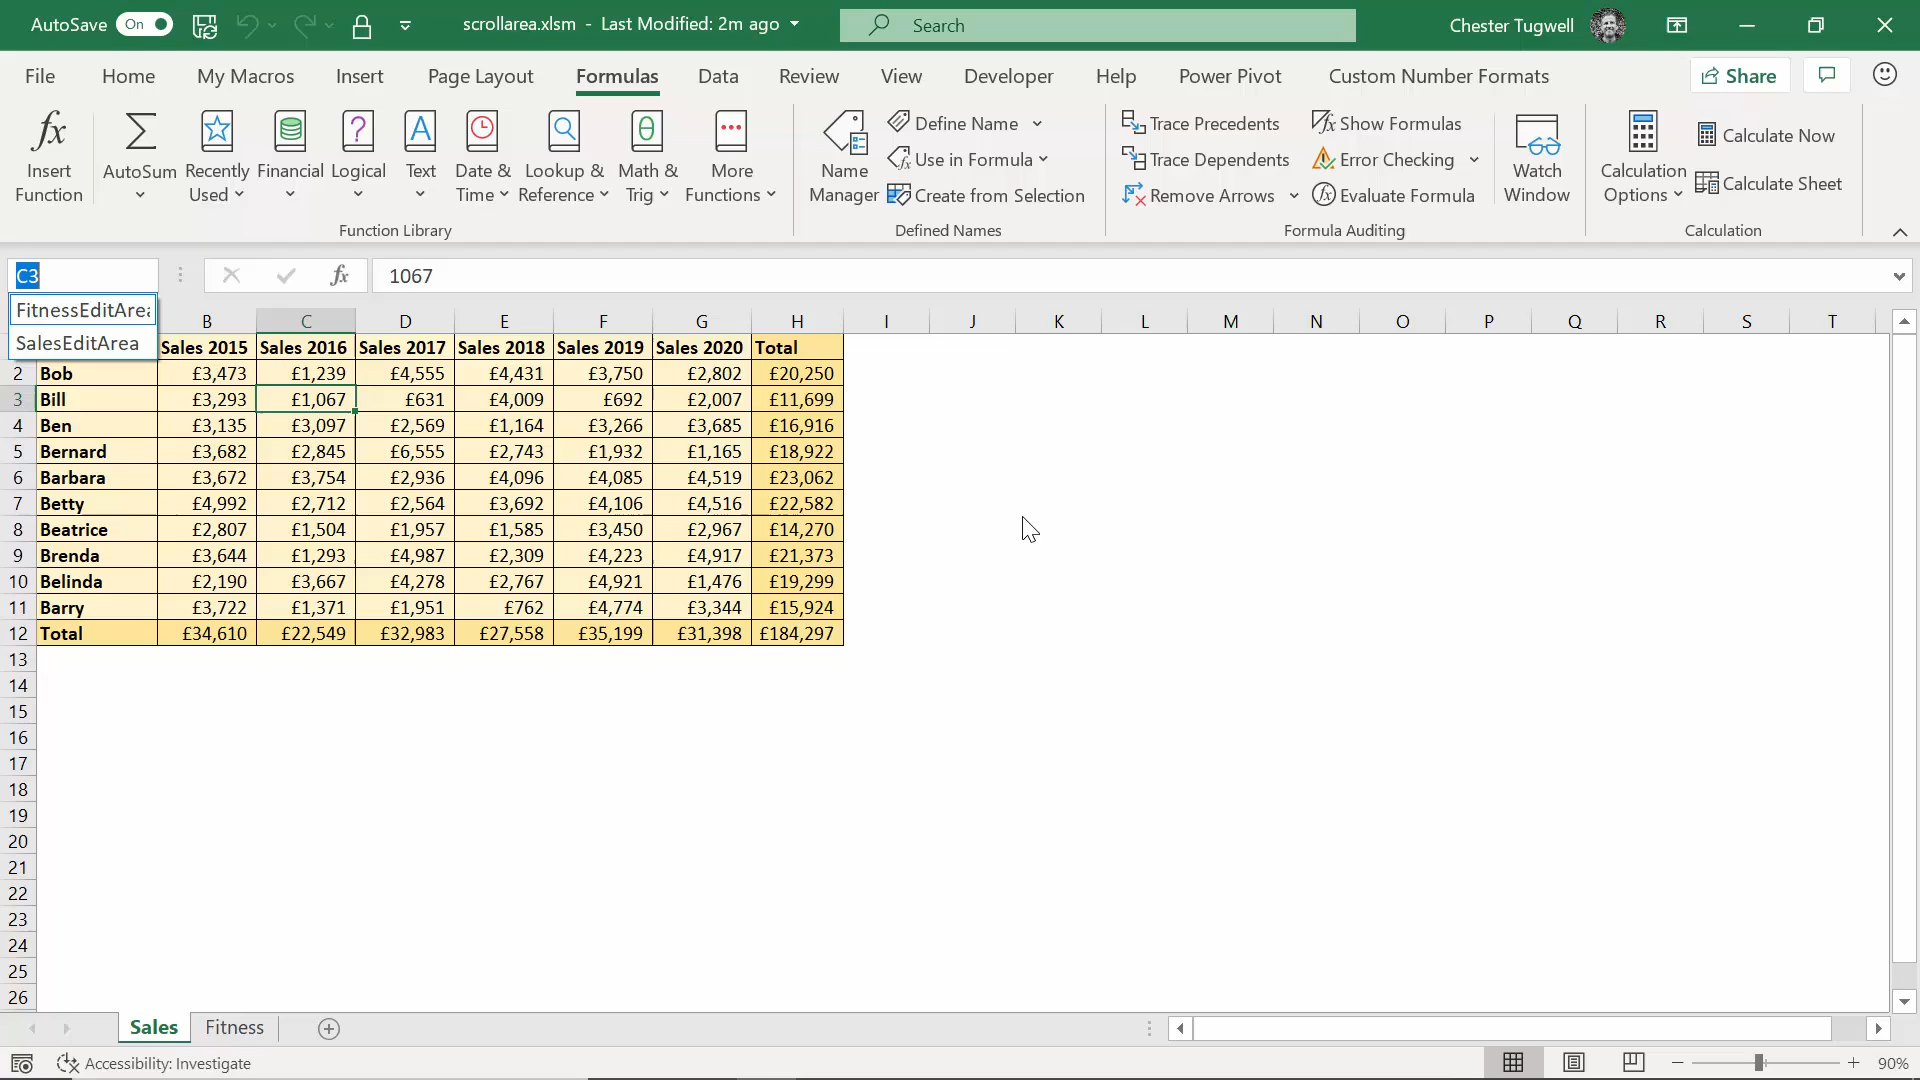 AutoSave On scrollarea.xlsm - Last Modified: 2m ago Search Chester Tugwell
File Home My Macros Insert Page Layout Formulas Data Review View Developer Help Power Pivot Custom Number Formats Share
fx Insert Function
AutoSum
Recently Used
Financial
Logical
Text
Date & Time
Lookup & Reference
Math & Trig
More Functions
Function Library
Name Manager
Define Name
Use in Formula
Create from Selection
Defined Names
Trace Precedents
Trace Dependents
Remove Arrows
Show Formulas
Error Checking
Evaluate Formula
Formula Auditing
Watch Window
Calculation Options
Calculate Now
Calculate Sheet
Calculation
C3 fx 1067
FitnessEditArea
SalesEditArea
B C D E F G H I J K L M N O P Q R S T
Sales 2015 Sales 2016 Sales 2017 Sales 2018 Sales 2019 Sales 2020 Total
2 Bob £3,473 £1,239 £4,555 £4,431 £3,750 £2,802 £20,250
3 Bill £3,293 £1,067 £631 £4,009 £692 £2,007 £11,699
4 Ben £3,135 £3,097 £2,569 £1,164 £3,266 £3,685 £16,916
5 Bernard £3,682 £2,845 £6,555 £2,743 £1,932 £1,165 £18,922
6 Barbara £3,672 £3,754 £2,936 £4,096 £4,085 £4,519 £23,062
7 Betty £4,992 £2,712 £2,564 £3,692 £4,106 £4,516 £22,582
8 Beatrice £2,807 £1,504 £1,957 £1,585 £3,450 £2,967 £14,270
9 Brenda £3,644 £1,293 £4,987 £2,309 £4,223 £4,917 £21,373
10 Belinda £2,190 £3,667 £4,278 £2,767 £4,921 £1,476 £19,299
11 Barry £3,722 £1,371 £1,951 £762 £4,774 £3,344 £15,924
12 Total £34,610 £22,549 £32,983 £27,558 £35,199 £31,398 £184,297
13
14
15
16
17
18
19
20
21
22
23
24
25
26
Sales Fitness
Accessibility: Investigate 90%